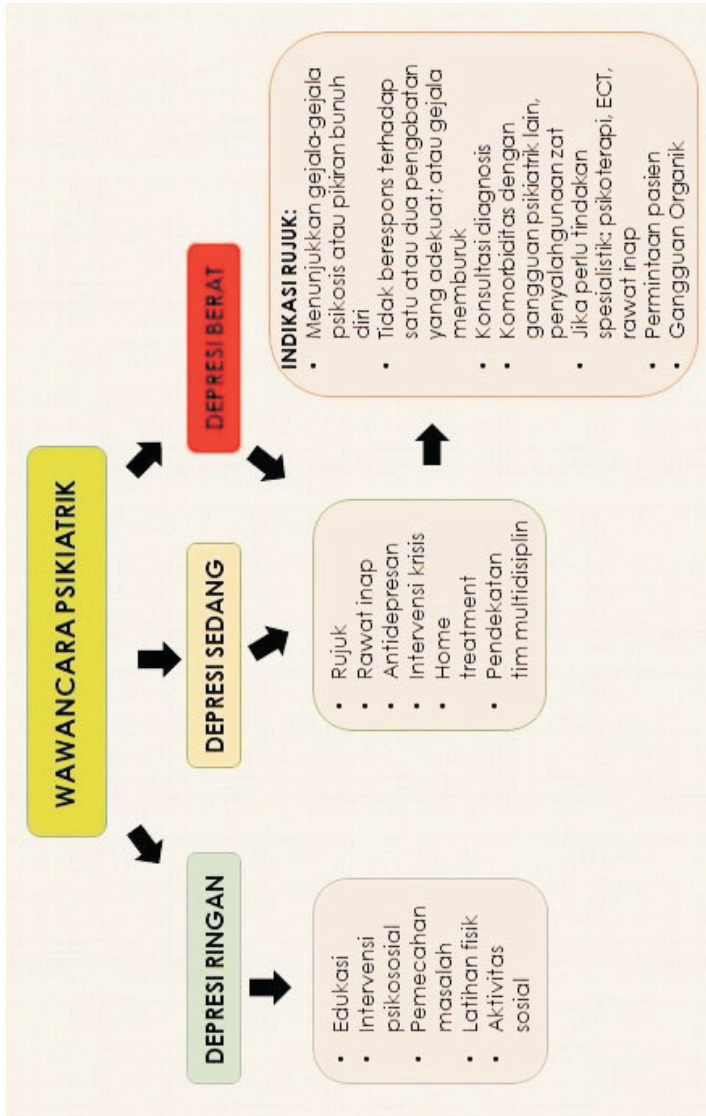 WAWANCARA PSIKIATRIK
DEPRESI RINGAN
DEPRESI SEDANG
DEPRESI BERAT
• Edukasi
• Intervensi
psikososial
• Pemecahan
masalah
• Latihan fisik
• Aktivitas
sosial
• Rujuk
• Rawat inap
• Antidepresan
• Intervensi krisis
• Home
treatment
• Pendekatan
tim multidisiplin
INDIKASI RUJUK:
• Menunjukkan gejala-gejala
psikosis atau pikiran bunuh
diri
• Tidak berespons terhadap
satu atau dua pengobatan
yang adekuat; atau gejala
memburuk
• Konsultasi diagnosis
• Komorbiditas dengan
gangguan psikiatrik lain,
penyalahgunaan zat
• Jika perlu tindakan
spesialistik: psikoterapi, ECT,
rawat inap
• Permintaan pasien
• Gangguan Organik